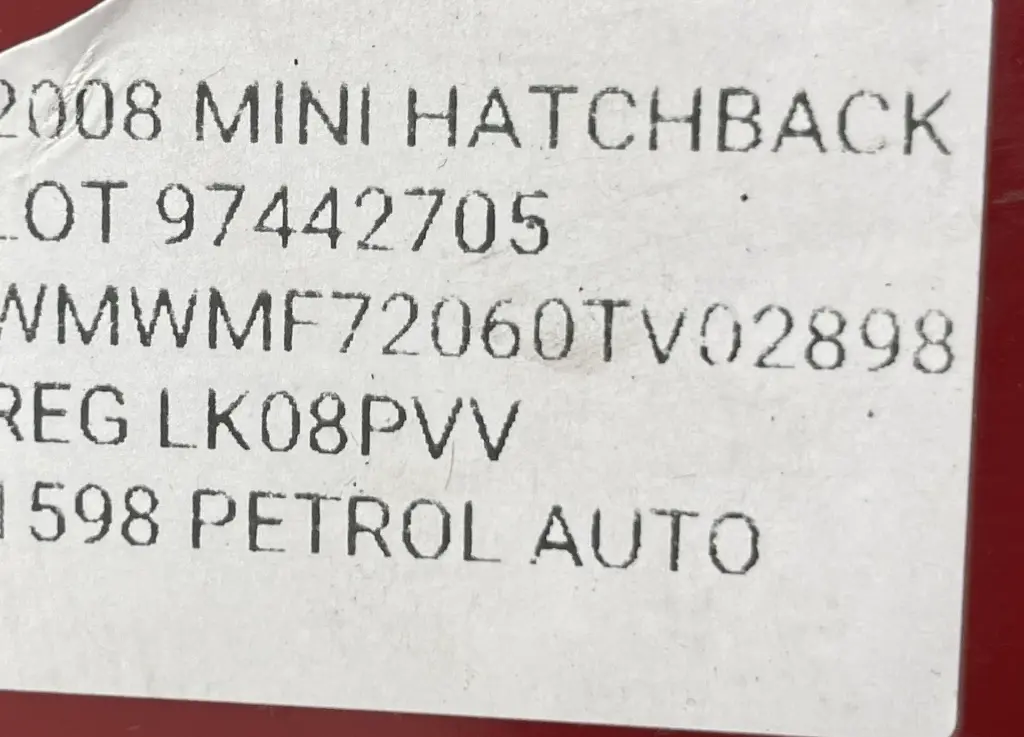 2008 MINI HATCHBACK
LOT 97442705
WMWMF72060TV02898
REG LK08PVV
1598 PETROL AUTO